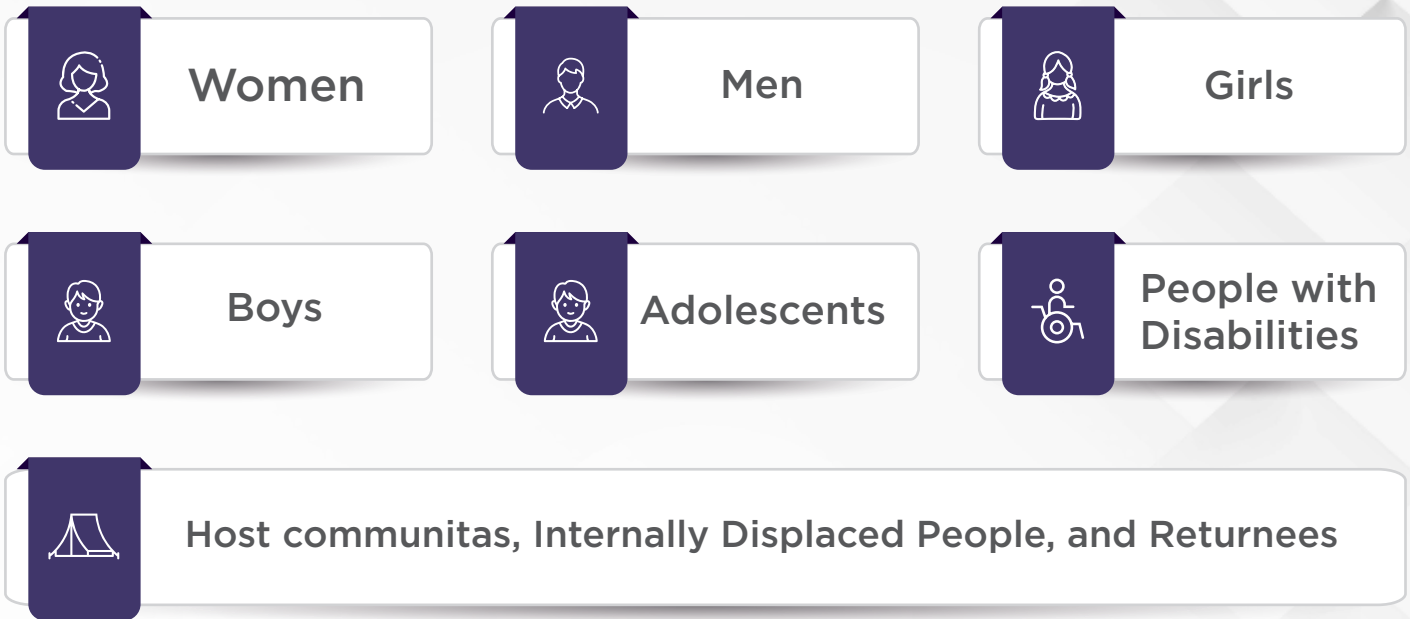 Women
Men
Girls
Boys
Adolescents
People with
Disabilities
Host communitas, Internally Displaced People, and Returnees